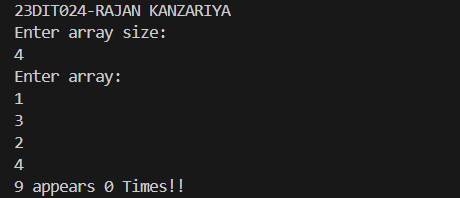 23DIT024-RAJAN KANZARIYA
Enter array size:
4
Enter array:
1
3
2
4
9 appears 0 Times!!